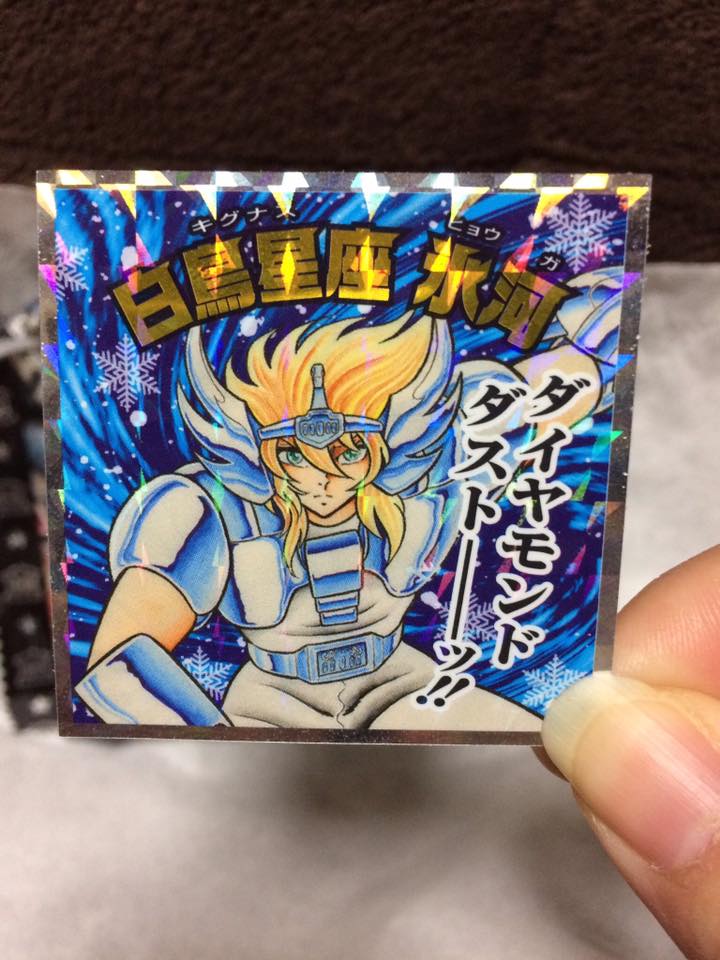 キグナス ヒョウガ
白鳥星座 氷河
ダイヤモンド
ダストーーッ!!